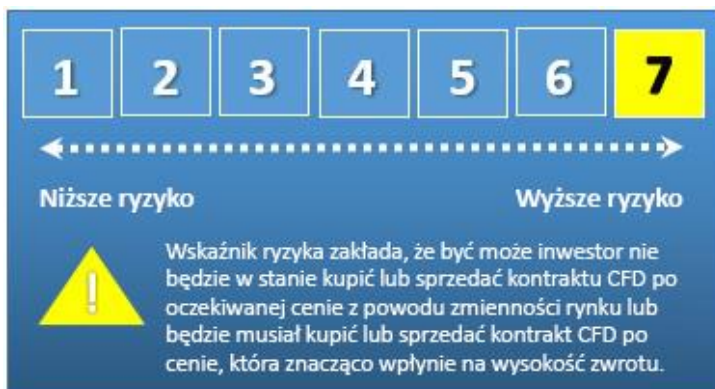 1 2 3 4 5 6 7
Niższe ryzyko Wyższe ryzyko
!
Wskaźnik ryzyka zakłada, że być może inwestor nie
będzie w stanie kupić lub sprzedać kontraktu CFD po
oczekiwanej cenie z powodu zmienności rynku lub
będzie musiał kupić lub sprzedać kontrakt CFD po
cenie, która znacząco wpłynie na wysokość zwrotu.